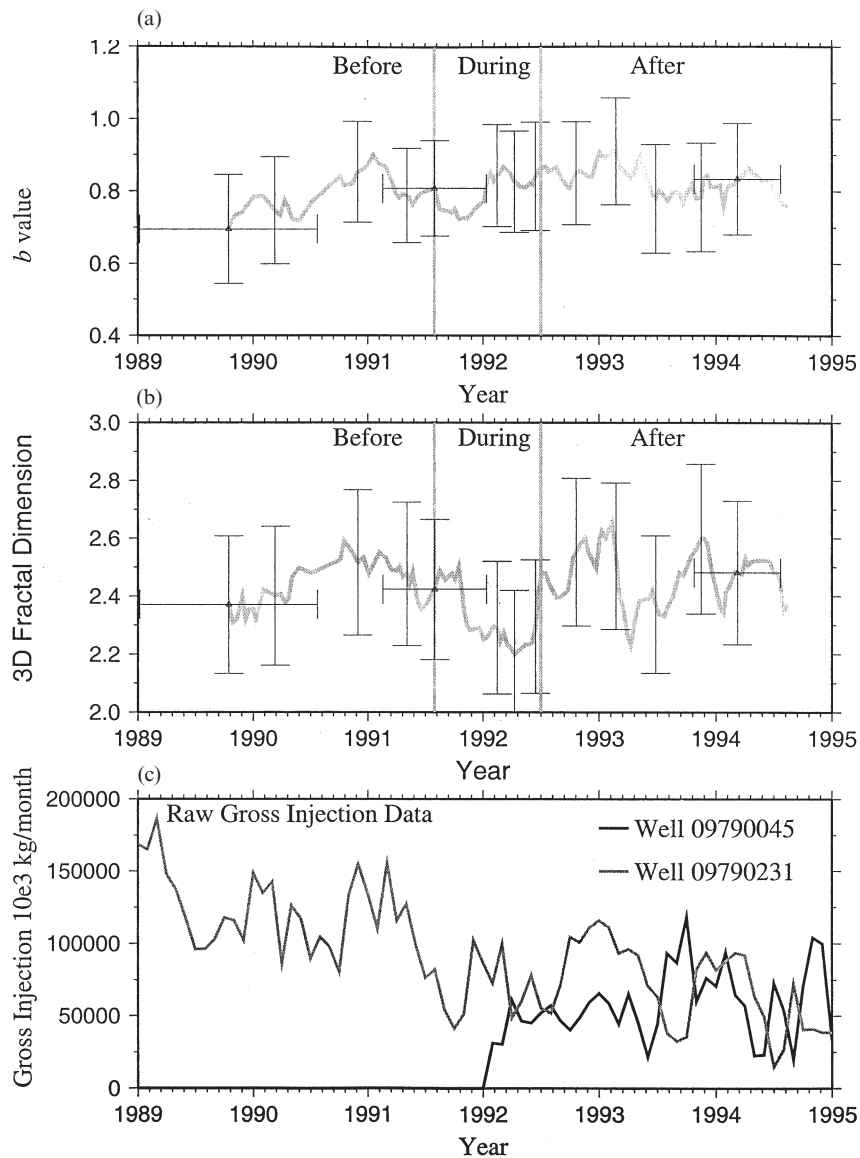 (a)
1.2
1.0
0.8
0.6
0.4
b value
Before
During
After
1989
1990
1991
1992
1993
1994
1995
Year
(b)
3.0
2.8
2.6
2.4
2.2
2.0
3D Fractal Dimension
Before
During
After
1989
1990
1991
1992
1993
1994
1995
Year
(c)
200000
150000
100000
50000
0
Gross Injection 10e3 kg/month
Raw Gross Injection Data
Well 09790045
Well 09790231
1989
1990
1991
1992
1993
1994
1995
Year